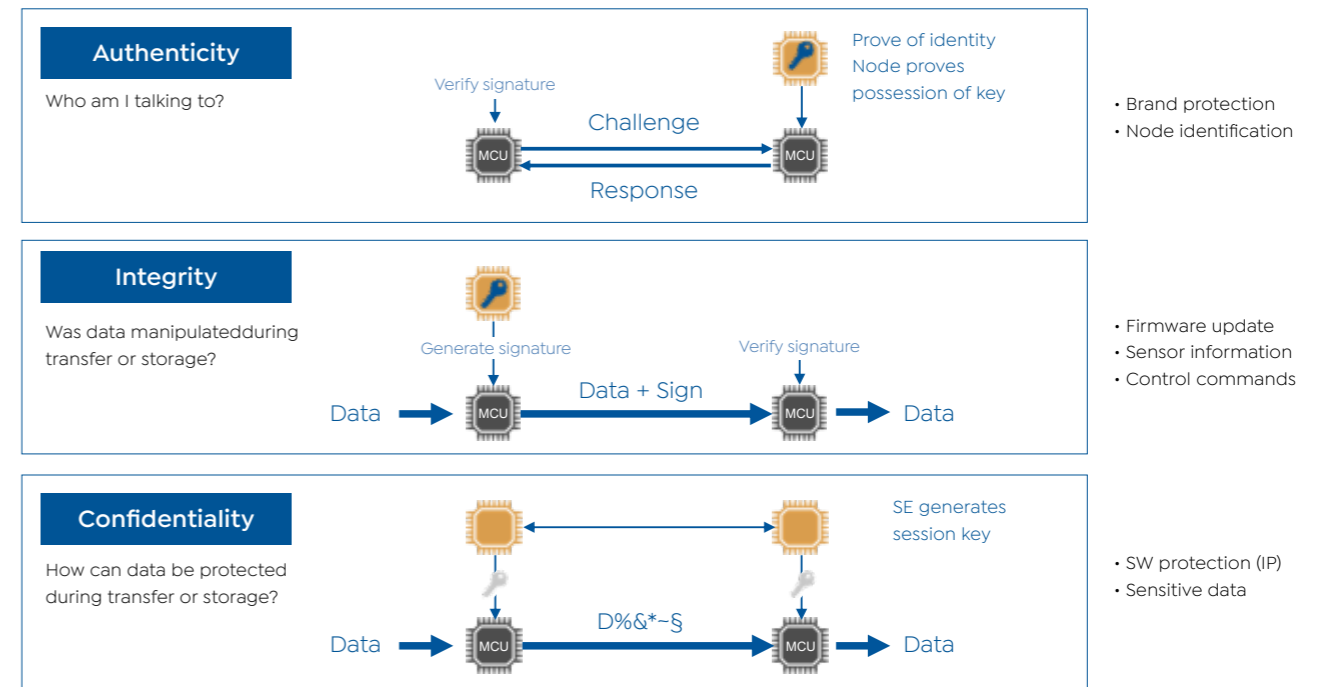 Authenticity
Who am I talking to?
Verify signature
Challenge
MCU
MCU
Response
Prove of identity
Node proves
possession of key
• Brand protection
• Node identification
Integrity
Was data manipulatedduring
transfer or storage?
Generate signature
Verify signature
Data
MCU
Data + Sign
MCU
Data
• Firmware update
• Sensor information
• Control commands
Confidentiality
How can data be protected
during transfer or storage?
SE generates
session key
Data
MCU
D%&*~§
MCU
Data
• SW protection (IP)
• Sensitive data